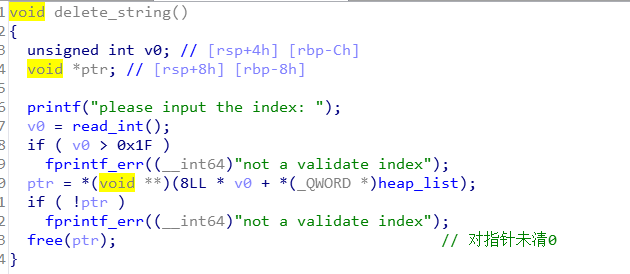 1 void delete_string()
2 {
3 unsigned int v0; // [rsp+4h] [rbp-Ch]
4 void *ptr; // [rsp+8h] [rbp-8h]
5
6 printf("please input the index: ");
7 v0 = read_int();
8 if ( v0 > 0x1F )
9 fprintf_err((__int64)"not a validate index");
0 ptr = *(void **)(8LL * v0 + *(_QWORD *)heap_list);
1 if ( !ptr )
2 fprintf_err((__int64)"not a validate index");
3 free(ptr); // 对指针未清0
4 }